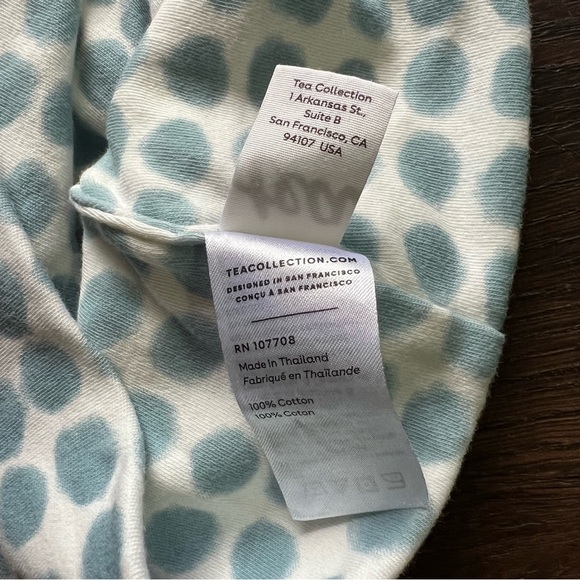 Tea Collection
1 Arkansas St.,
Suite B
San Francisco, CA
94107 USA
TEACOLLECTION.COM
DESIGNED IN SAN FRANCISCO
CONÇU À SAN FRANCISCO
RN 107708
Made in Thailand
Fabriqué en Thaïlande
100% Cotton
100% Coton